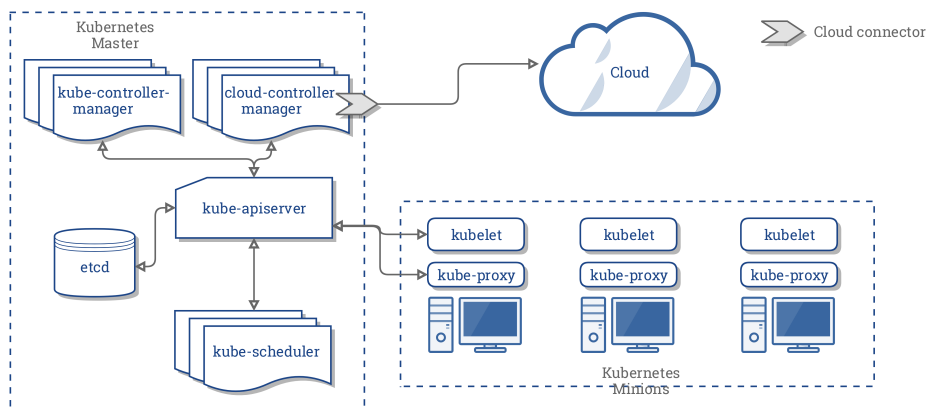 Kubernetes
Master
Cloud connector
kube-controller-
manager
cloud-controller
manager
Cloud
kube-apiserver
etcd
kube-scheduler
kubelet
kubelet
kubelet
kube-proxy
kube-proxy
kube-proxy
Kubernetes
Minions